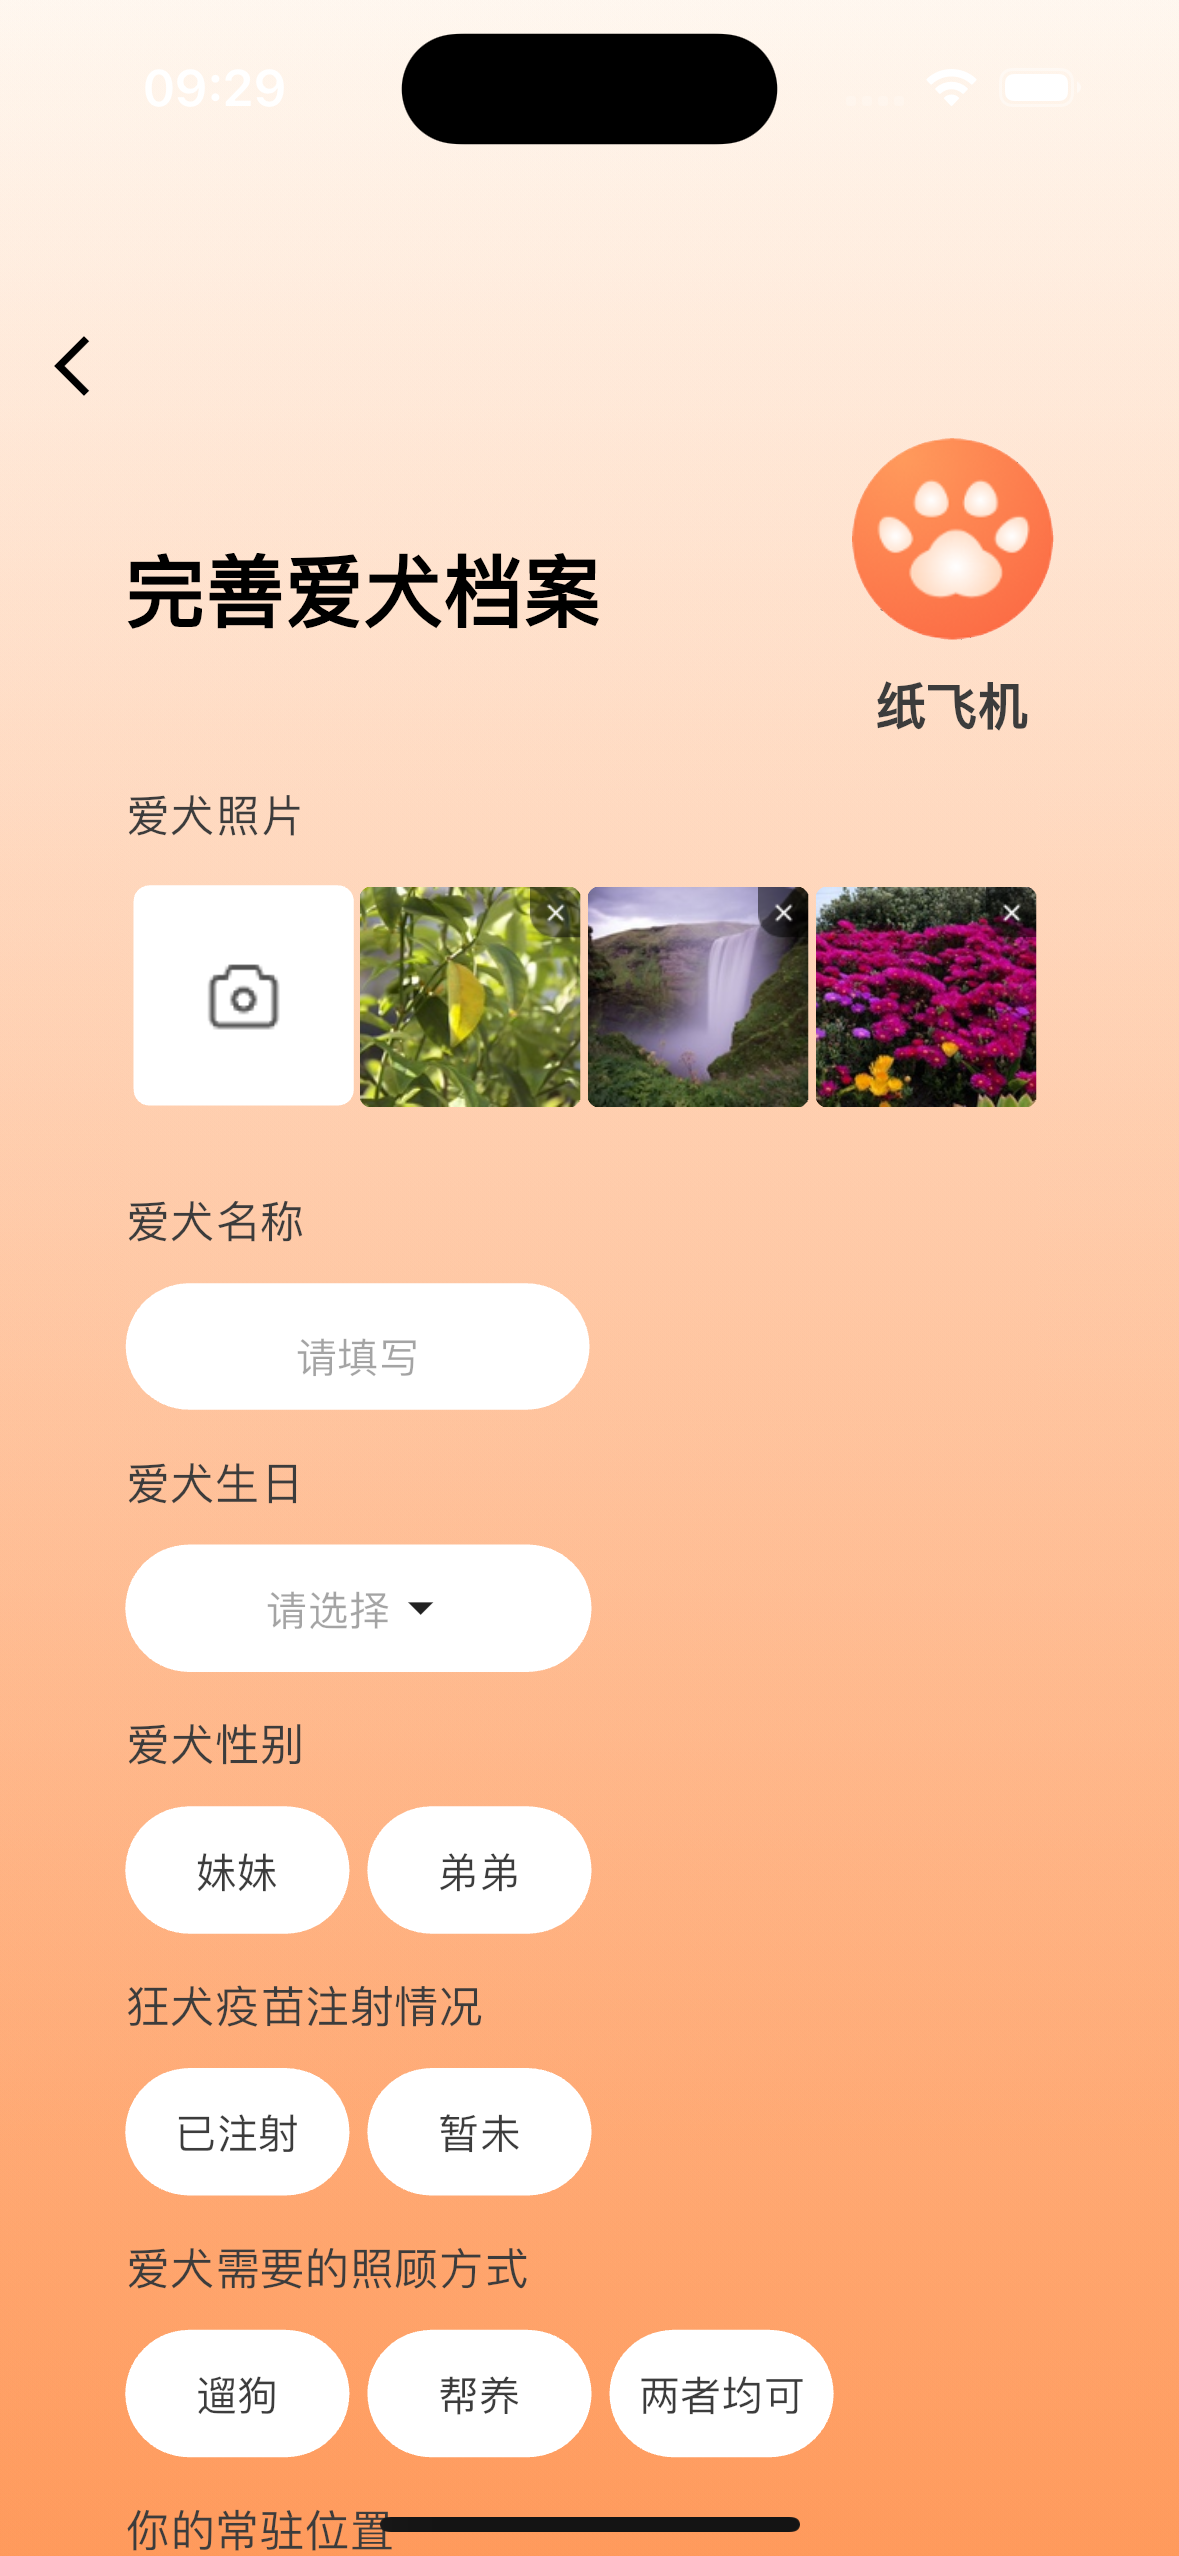 09:29
完善爱犬档案
纸飞机
爱犬照片
爱犬名称
请填写
爱犬生日
请选择
爱犬性别
妹妹 弟弟
狂犬疫苗注射情况
已注射 暂未
爱犬需要的照顾方式
遛狗 帮养 两者均可
你的常驻位置